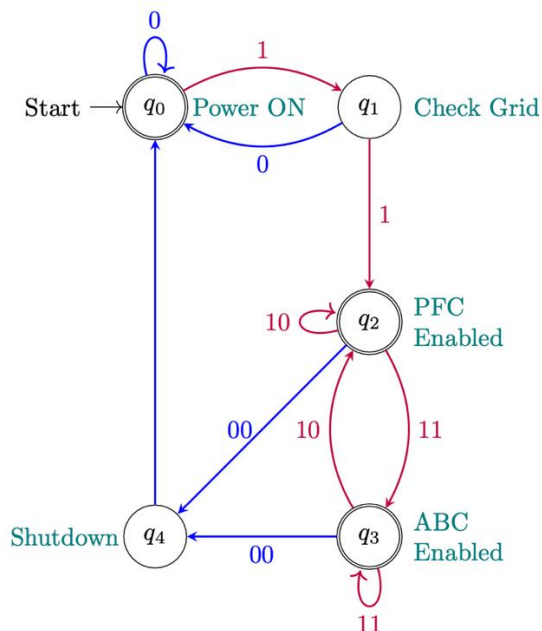 0
1
Start
q0
Power ON
q1
Check Grid
0
1
10
q2
PFC
Enabled
00
10
11
Shutdown
q4
00
q3
ABC
Enabled
11